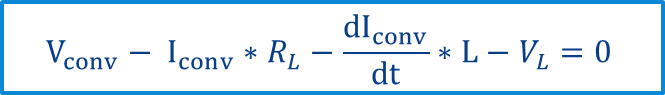 V_conv − I_conv * R_L − dI_conv/dt * L − V_L = 0